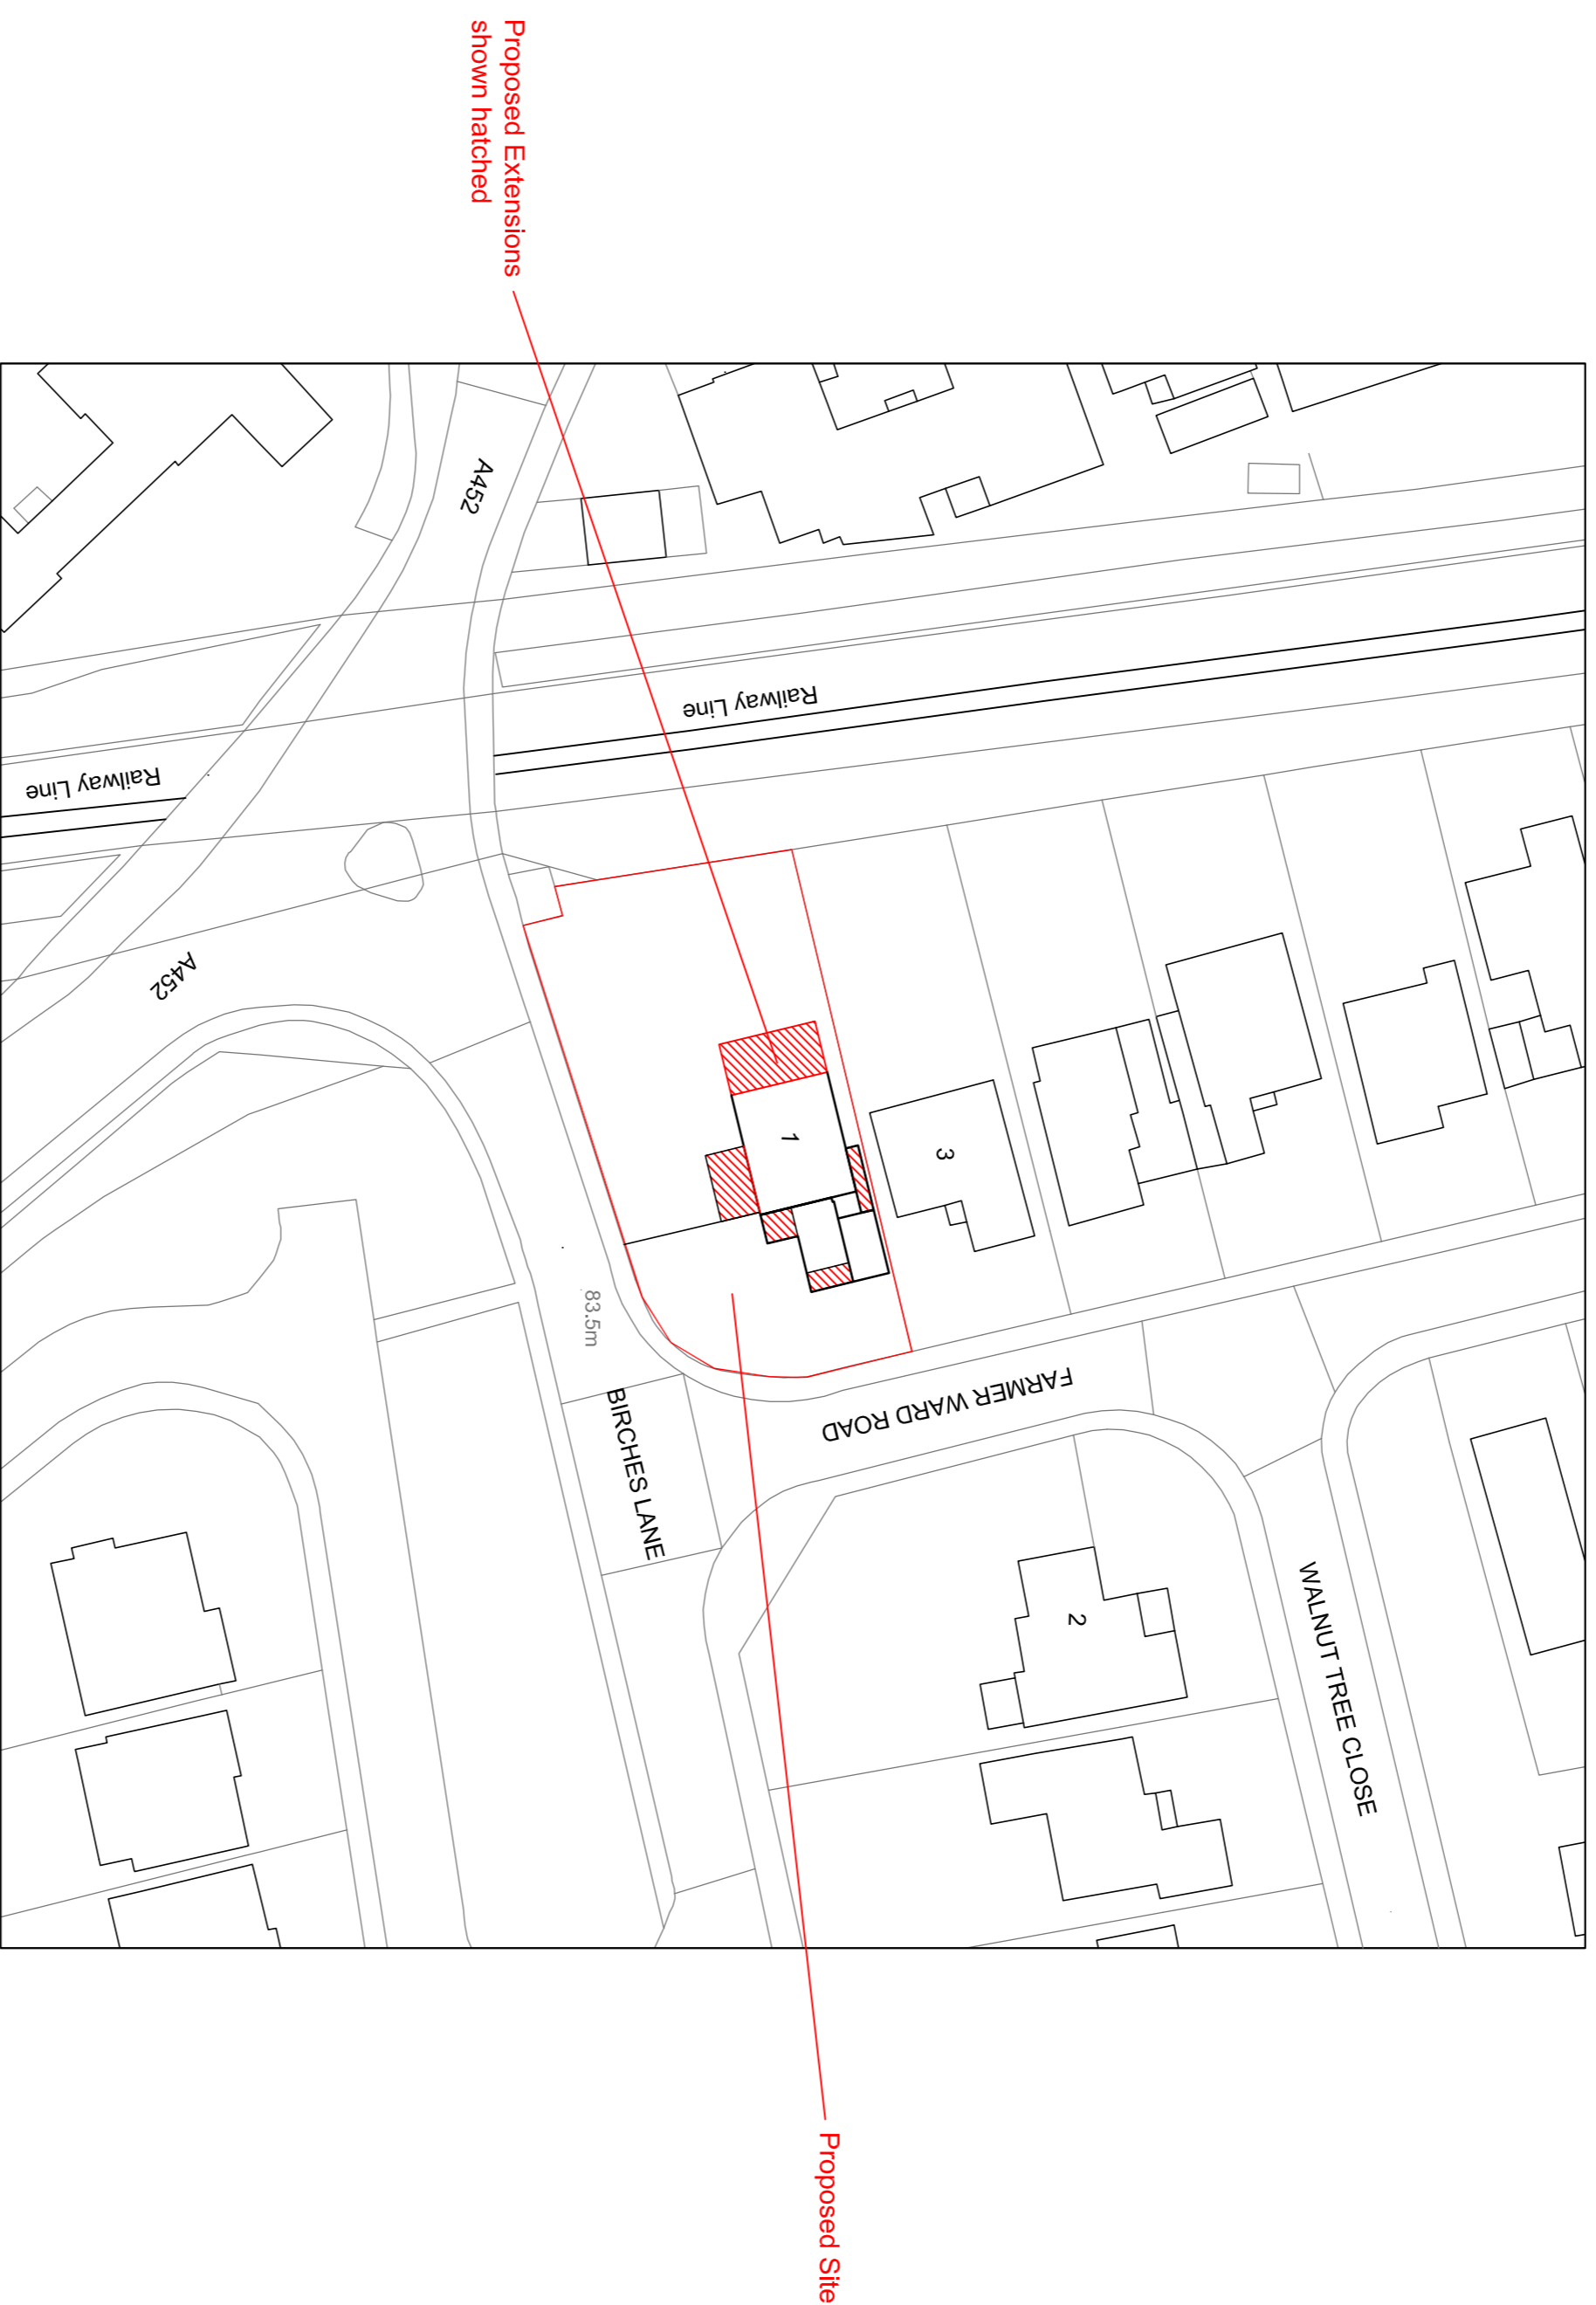 Proposed Extensions
shown hatched
A452
Railway Line
Railway Line
A452
1
3
83.5m
FARMER WARD ROAD
BIRCHES LANE
2
WALNUT TREE CLOSE
Proposed Site